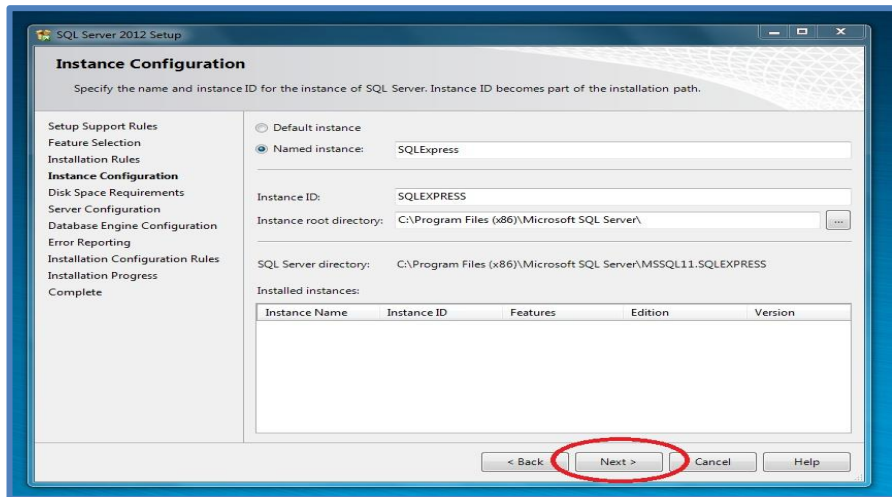 SQL Server 2012 Setup
Instance Configuration
Specify the name and instance ID for the instance of SQL Server. Instance ID becomes part of the installation path.
Setup Support Rules
Feature Selection
Installation Rules
Instance Configuration
Disk Space Requirements
Server Configuration
Database Engine Configuration
Error Reporting
Installation Configuration Rules
Installation Progress
Complete
Default instance
Named instance: SQLExpress
Instance ID: SQLEXPRESS
Instance root directory: C:\Program Files (x86)\Microsoft SQL Server\ ...
SQL Server directory: C:\Program Files (x86)\Microsoft SQL Server\MSSQL11.SQLEXPRESS
Installed instances:
Instance Name Instance ID Features Edition Version
< Back Next > Cancel Help